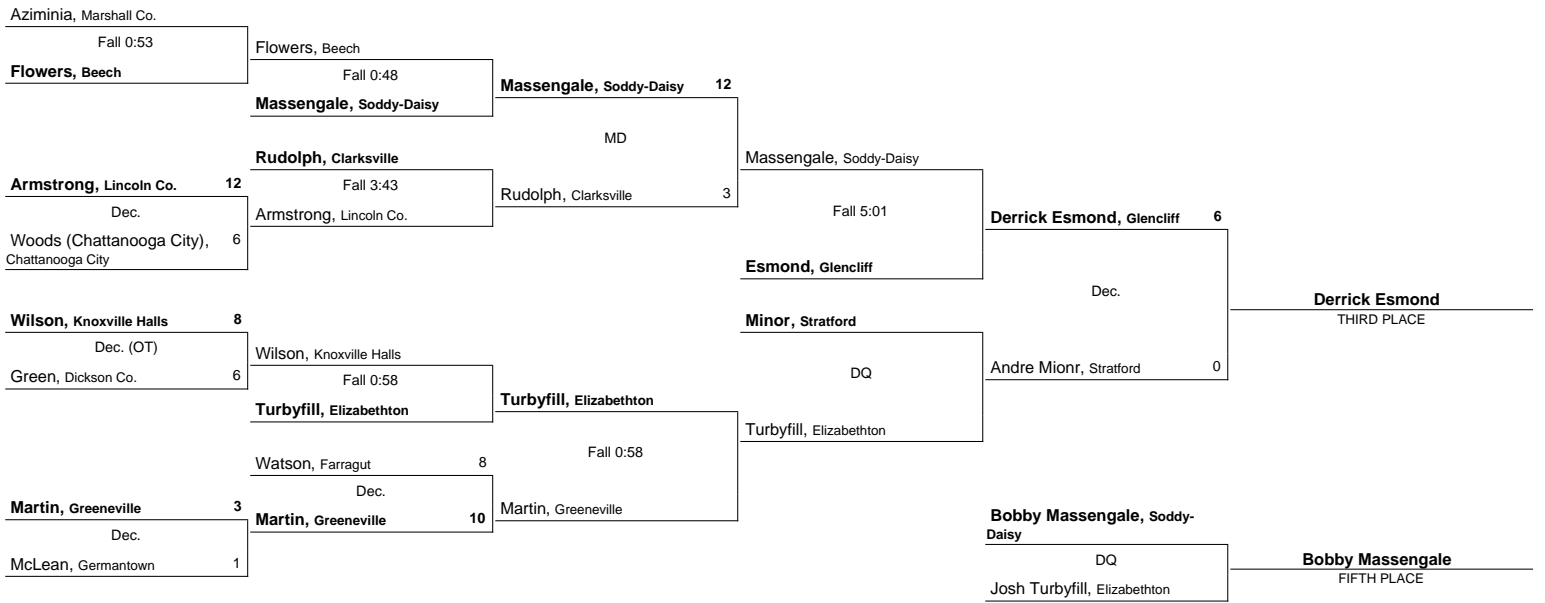 Aziminia, Marshall Co.
Fall 0:53
Flowers, Beech
Armstrong, Lincoln Co. 12
Dec.
Woods (Chattanooga City), 6
Chattanooga City
Wilson, Knoxville Halls 8
Dec. (OT)
Green, Dickson Co. 6
Martin, Greeneville 3
Dec.
McLean, Germantown 1
Flowers, Beech
Fall 0:48
Massengale, Soddy-Daisy
Rudolph, Clarksville
Fall 3:43
Armstrong, Lincoln Co.
Wilson, Knoxville Halls
Fall 0:58
Turbyfill, Elizabethton
Watson, Farragut 8
Dec.
Martin, Greeneville 10
Massengale, Soddy-Daisy 12
MD
Rudolph, Clarksville 3
Turbyfill, Elizabethton
Fall 0:58
Martin, Greeneville
Massengale, Soddy-Daisy
Fall 5:01
Esmond, Glencliff
Minor, Stratford
DQ
Turbyfill, Elizabethton
Derrick Esmond, Glencliff 6
Dec.
Andre Mionr, Stratford 0
Derrick Esmond
THIRD PLACE
Bobby Massengale, Soddy-
Daisy
DQ
Josh Turbyfill, Elizabethton
Bobby Massengale
FIFTH PLACE